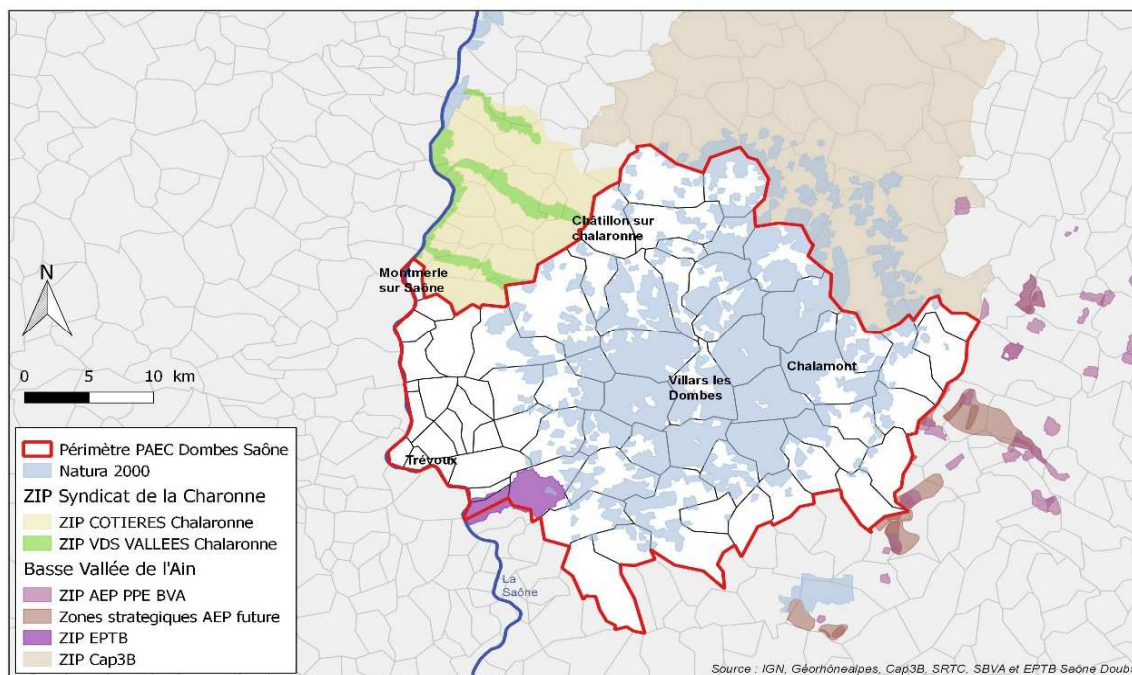 Châtillon sur
chalaronne
Montmerle
sur Saône
N
0 5 10 km
Villars les
Dombes
Chalamont
Trévoux
La
Saône
Périmètre PAEC Dombes Saône
Natura 2000
ZIP Syndicat de la Charonne
ZIP COTIERES Chalaronne
ZIP VDS VALLEES Chalaronne
Basse Vallée de l'Ain
ZIP AEP PPE BVA
Zones strategiques AEP future
ZIP EPTB
ZIP Cap3B
Source : IGN, Géorhônealpes, Cap3B, SRTC, SBVA et EPTB Saône Doubs